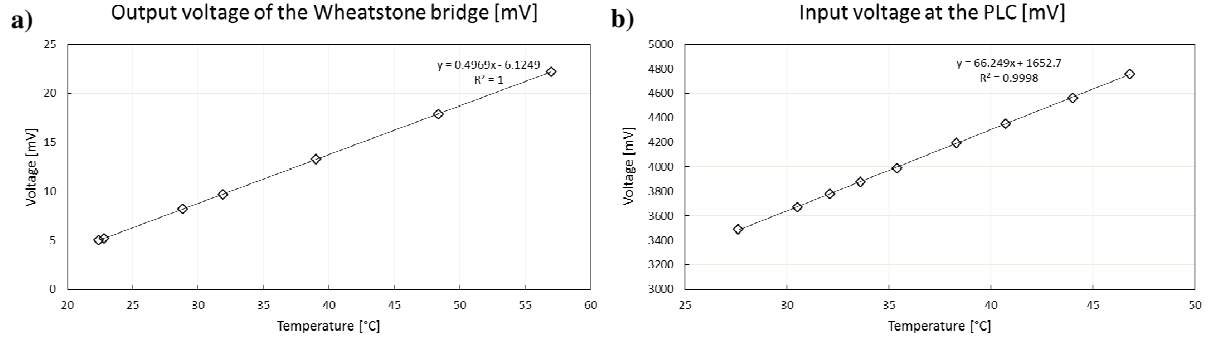 a)
Output voltage of the Wheatstone bridge [mV]
y = 0.4969x - 6.1249
R² = 1
25
20
15
10
5
0
Voltage [mV]
20 25 30 35 40 45 50 55 60
Temperature [°C]
b)
Input voltage at the PLC [mV]
y = 66.249x + 1652.7
R² = 0.9998
5000
4800
4600
4400
4200
4000
3800
3600
3400
3200
3000
Voltage [mV]
25 30 35 40 45 50
Temperature [°C]